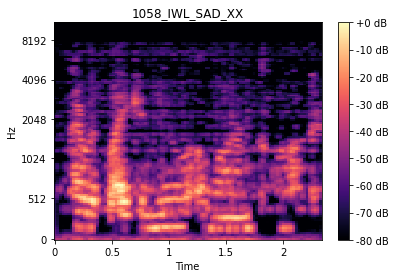 1058_IWL_SAD_XX
8192
4096
2048
1024
512
0
Hz
0
0.5
1
1.5
2
Time
+0 dB
-10 dB
-20 dB
-30 dB
-40 dB
-50 dB
-60 dB
-70 dB
-80 dB